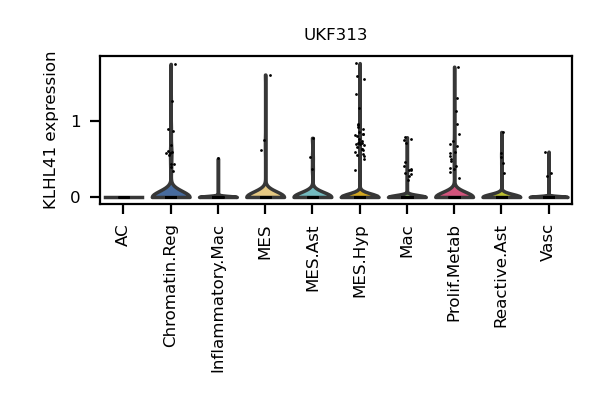 UKF313
KLHL41 expression
1
0
AC
Chromatin.Reg
Inflammatory.Mac
MES
MES.Ast
MES.Hyp
Mac
Prolif.Metab
Reactive.Ast
Vasc